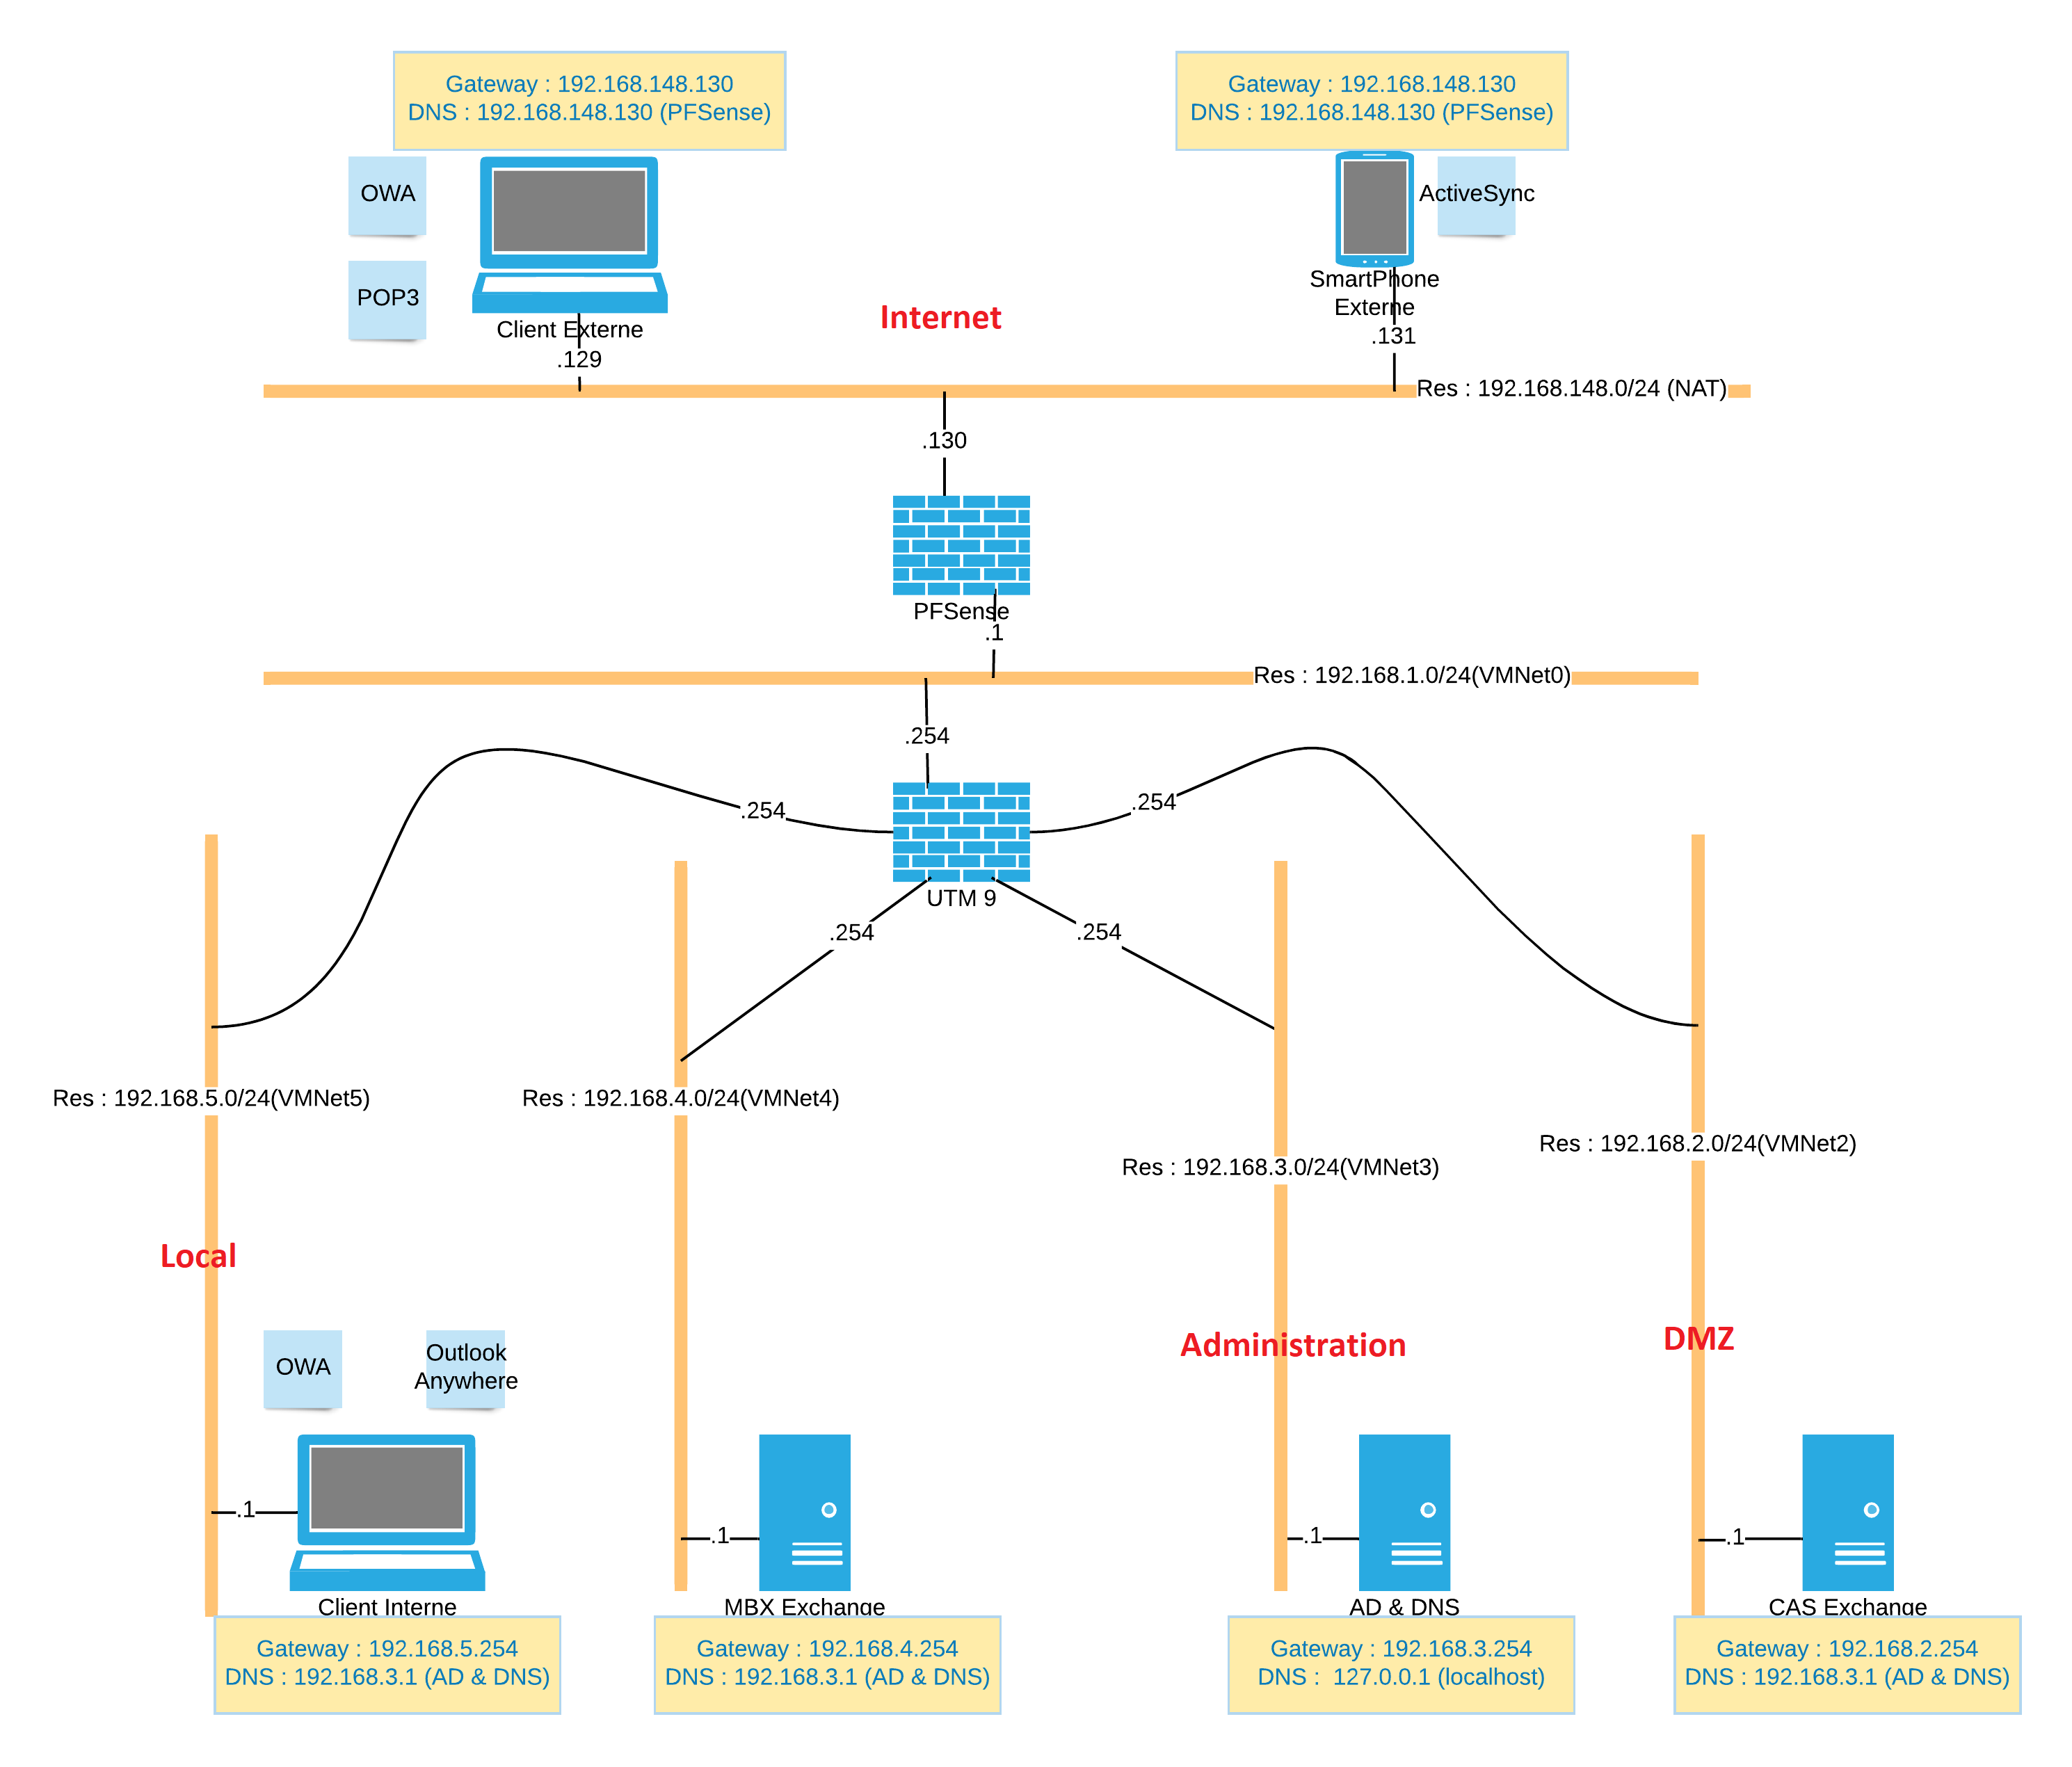 Gateway : 192.168.148.130
DNS : 192.168.148.130 (PFSense)
Gateway : 192.168.148.130
DNS : 192.168.148.130 (PFSense)
OWA
POP3
Client Externe
.129
Internet
ActiveSync
SmartPhone
Externe
.131
Res : 192.168.148.0/24 (NAT)
.130
PFSense
.1
Res : 192.168.1.0/24(VMNet0)
.254
.254
.254
UTM 9
.254
.254
Res : 192.168.5.0/24(VMNet5)
Res : 192.168.4.0/24(VMNet4)
Res : 192.168.3.0/24(VMNet3)
Res : 192.168.2.0/24(VMNet2)
Local
Administration
DMZ
OWA
Outlook
Anywhere
.1
.1
.1
.1
Client Interne
MBX Exchange
AD & DNS
CAS Exchange
Gateway : 192.168.5.254
DNS : 192.168.3.1 (AD & DNS)
Gateway : 192.168.4.254
DNS : 192.168.3.1 (AD & DNS)
Gateway : 192.168.3.254
DNS :  127.0.0.1 (localhost)
Gateway : 192.168.2.254
DNS : 192.168.3.1 (AD & DNS)